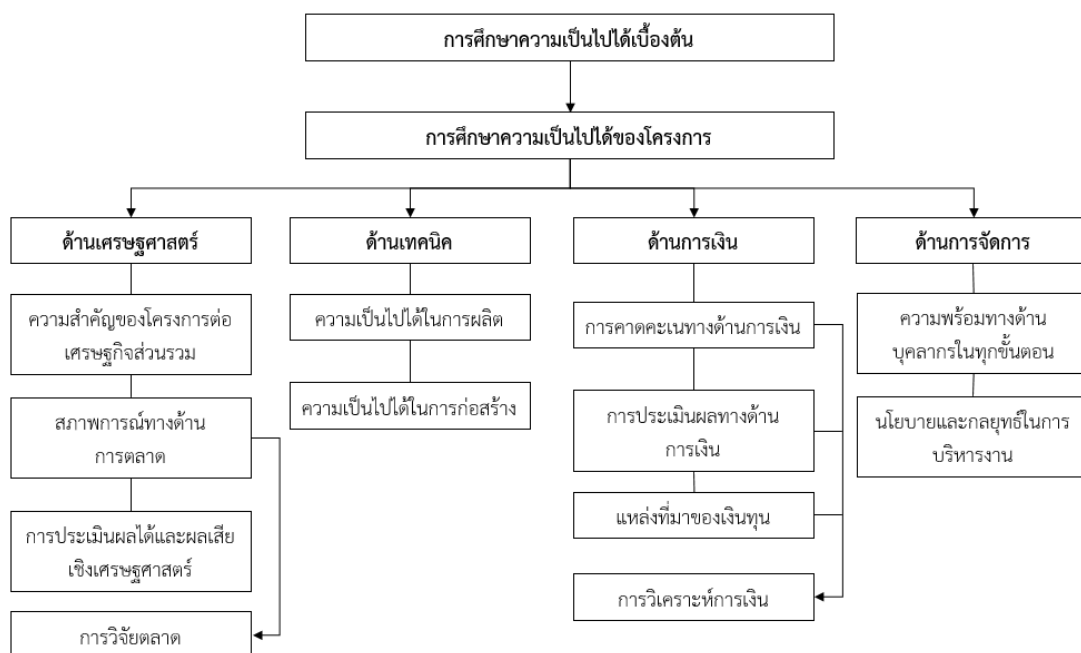 การศึกษาความเป็นไปได้เบื้องต้น
การศึกษาความเป็นไปได้ของโครงการ
ด้านเศรษฐศาสตร์
ความสำคัญของโครงการต่อ
เศรษฐกิจส่วนรวม
สภาพการณ์ทางด้าน
การตลาด
การประเมินผลได้และผลเสีย
เชิงเศรษฐศาสตร์
การวิจัยตลาด
ด้านเทคนิค
ความเป็นไปได้ในการผลิต
ความเป็นไปได้ในการก่อสร้าง
ด้านการเงิน
การคาดคะเนทางด้านการเงิน
การประเมินผลทางด้าน
การเงิน
แหล่งที่มาของเงินทุน
การวิเคราะห์การเงิน
ด้านการจัดการ
ความพร้อมทางด้าน
บุคลากรในทุกขั้นตอน
นโยบายและกลยุทธ์ในการ
บริหารงาน